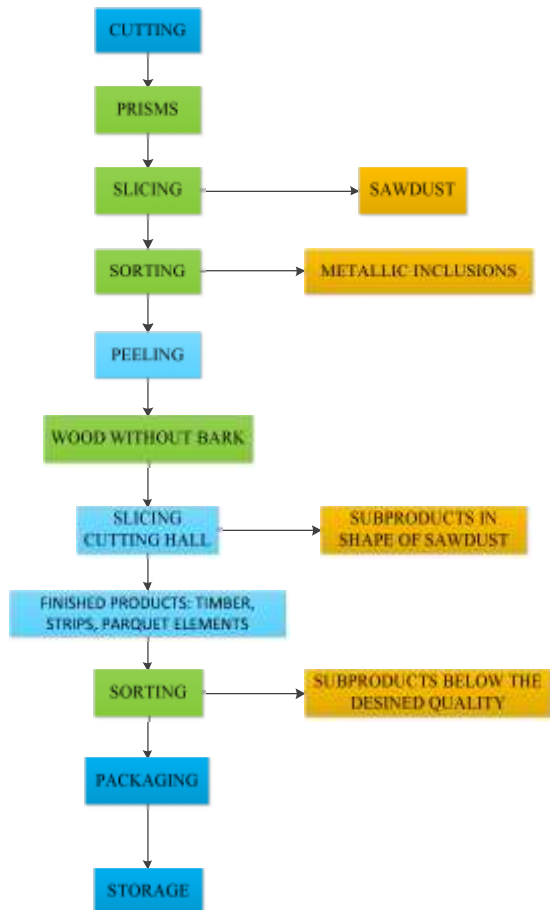 CUTTING
PRISMS
SLICING
SAWDUST
SORTING
METALLIC INCLUSIONS
PEELING
WOOD WITHOUT BARK
SLICING
CUTTING HALL
SUBPRODUCTS IN
SHAPE OF SAWDUST
FINISHED PRODUCTS: TIMBER,
STRIPS, PARQUET ELEMENTS
SORTING
SUBPRODUCTS BELOW THE
DESINED QUALITY
PACKAGING
STORAGE